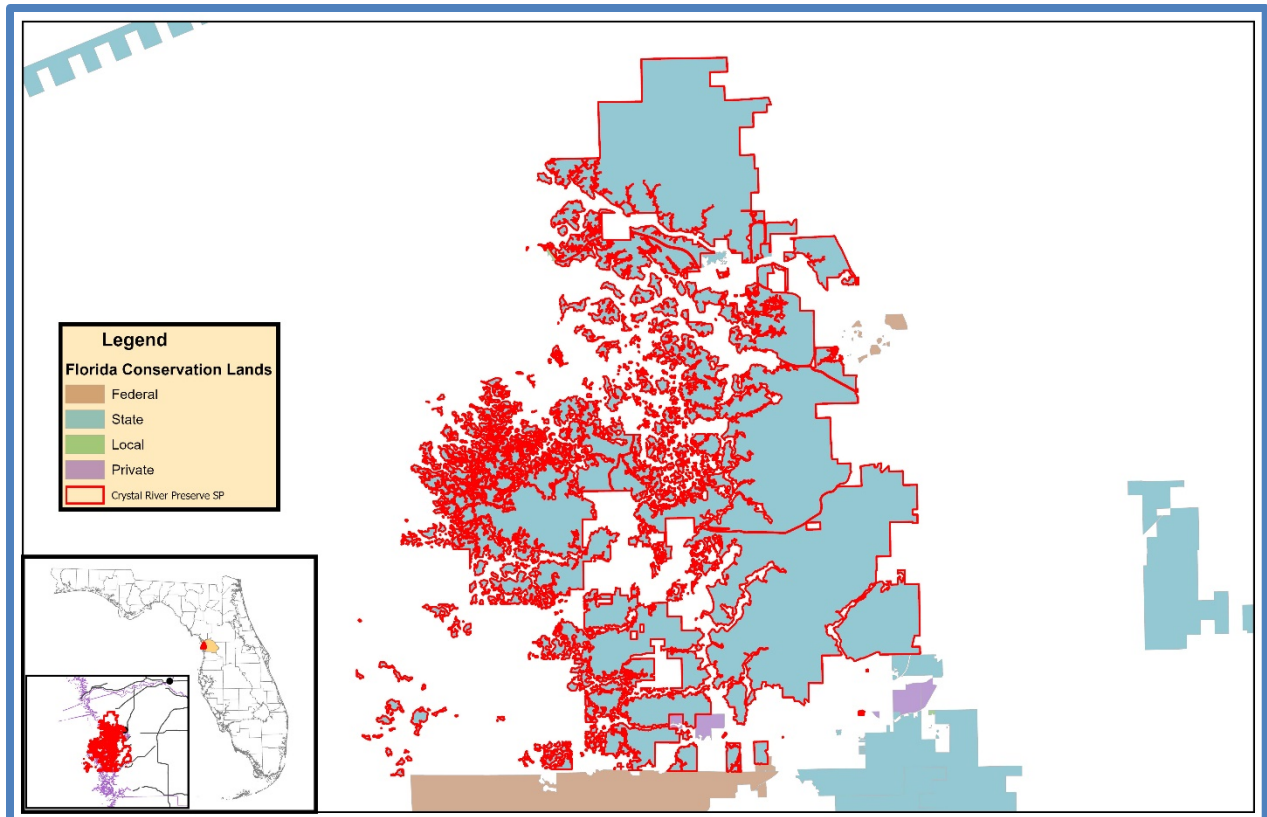 Legend
Florida Conservation Lands
Federal
State
Local
Private
Crystal River Preserve SP